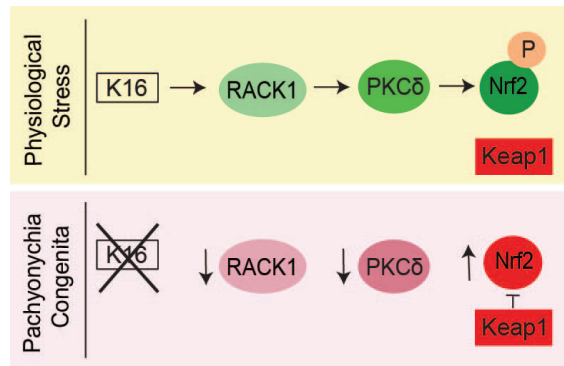 Physiological
Stress
K16
RACK1
PKCδ
Nrf2
P
Keap1
Pachyonychia
Congenita
K16
RACK1
PKCδ
Nrf2
Keap1